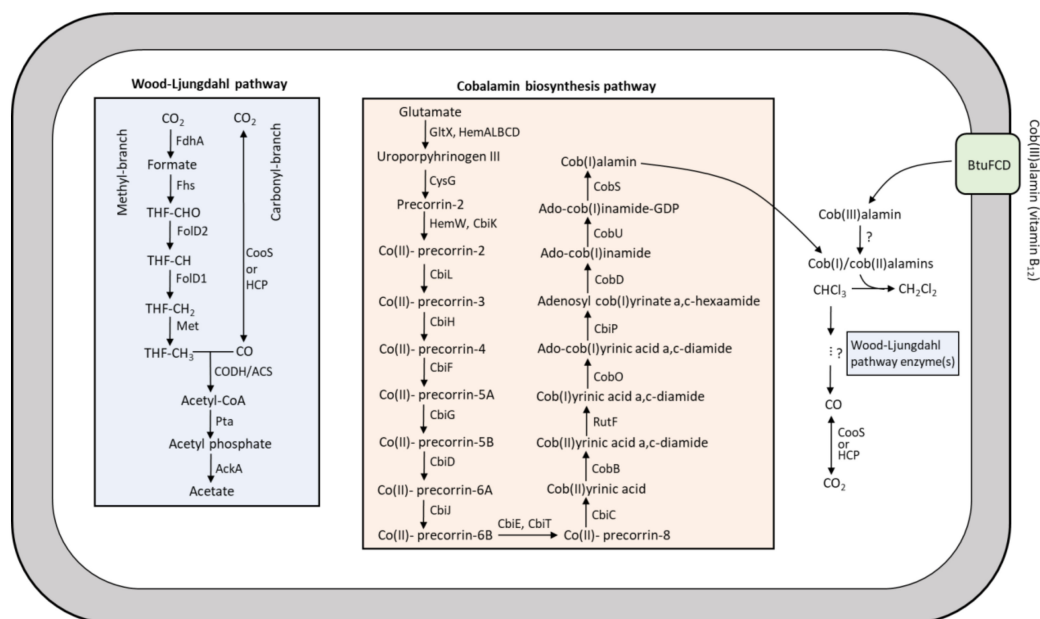 Wood-Ljungdahl pathway
Methyl-branch
Carbonyl-branch
CO₂
CO₂
FdhA
Formate
Fhs
THF-CHO
FolD2
THF-CH
FolD1
THF-CH₂
Met
THF-CH₃
CooS
or
HCP
CO
CODH/ACS
Acetyl-CoA
Pta
Acetyl phosphate
AckA
Acetate
Cobalamin biosynthesis pathway
Glutamate
GltX, HemALBCD
Uroporpyhrinogen III
CysG
Precorrin-2
HemW, CbiK
Co(II)- precorrin-2
CbiL
Co(II)- precorrin-3
CbiH
Co(II)- precorrin-4
CbiF
Co(II)- precorrin-5A
CbiG
Co(II)- precorrin-5B
CbiD
Co(II)- precorrin-6A
CbiJ
Co(II)- precorrin-6B
CbiE, CbiT
Co(II)- precorrin-8
CbiC
Cob(II)yrinic acid
CobB
Cob(II)yrinic acid a,c-diamide
RutF
Cob(I)yrinic acid a,c-diamide
CobO
Ado-cob(I)yrinic acid a,c-diamide
CbiP
Adenosyl cob(I)yrinate a,c-hexaamide
CobD
Ado-cob(I)inamide
CobU
Ado-cob(I)inamide-GDP
CobS
Cob(I)alamin
Cob(III)alamin (vitamin B₁₂)
BtuFCD
Cob(III)alamin
?
Cob(I)/cob(II)alamins
CHCl₃
CH₂Cl₂
⋮ ?
Wood-Ljungdahl
pathway enzyme(s)
CO
CooS
or
HCP
CO₂